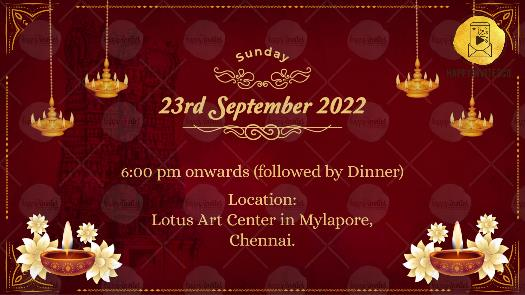 Sunday
23rd September 2022
6:00 pm onwards (followed by Dinner)
Location:
Lotus Art Center in Mylapore,
Chennai.